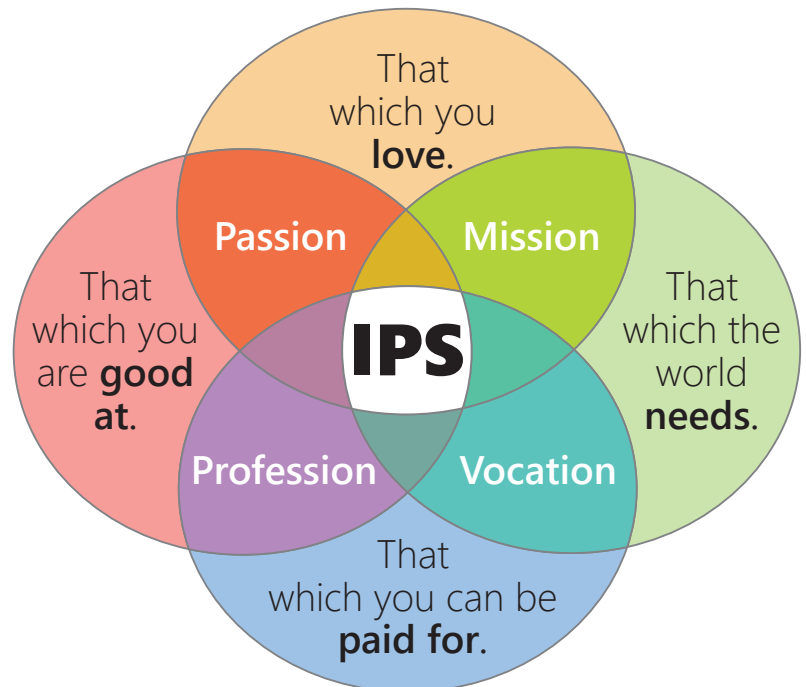 That
which you
love.
Passion
Mission
That
which you
are good
at.
IPS
That
which the
world
needs.
Profession
Vocation
That
which you can be
paid for.